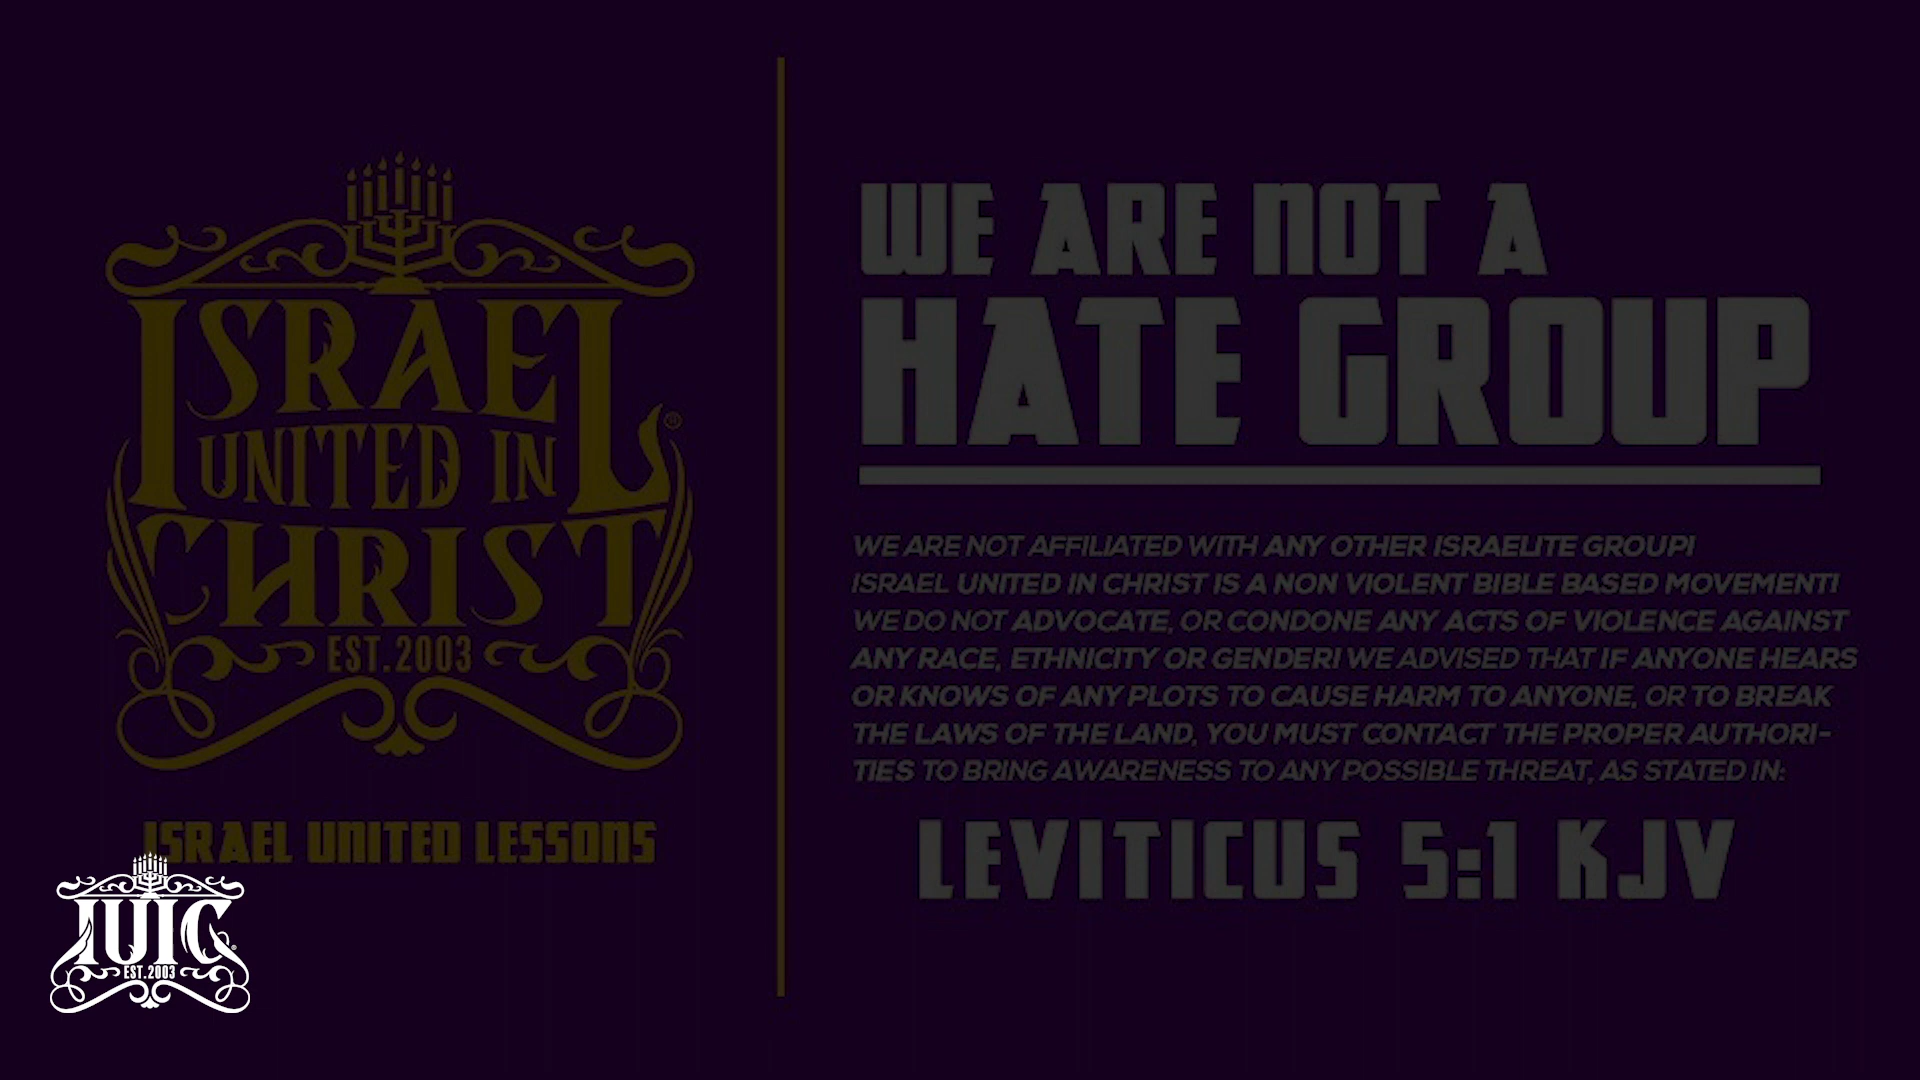 ISRAEL
UNITED IN
CHRIST
®
EST.2003
ISRAEL UNITED LESSONS
IUIC
EST.2003
WE ARE NOT A
HATE GROUP
WE ARE NOT AFFILIATED WITH ANY OTHER ISRAELITE GROUP!
ISRAEL UNITED IN CHRIST IS A NON VIOLENT BIBLE BASED MOVEMENT!
WE DO NOT ADVOCATE, OR CONDONE ANY ACTS OF VIOLENCE AGAINST
ANY RACE, ETHNICITY OR GENDER! WE ADVISED THAT IF ANYONE HEARS
OR KNOWS OF ANY PLOTS TO CAUSE HARM TO ANYONE, OR TO BREAK
THE LAWS OF THE LAND, YOU MUST CONTACT THE PROPER AUTHORI-
TIES TO BRING AWARENESS TO ANY POSSIBLE THREAT, AS STATED IN:
LEVITICUS 5:1 KJV